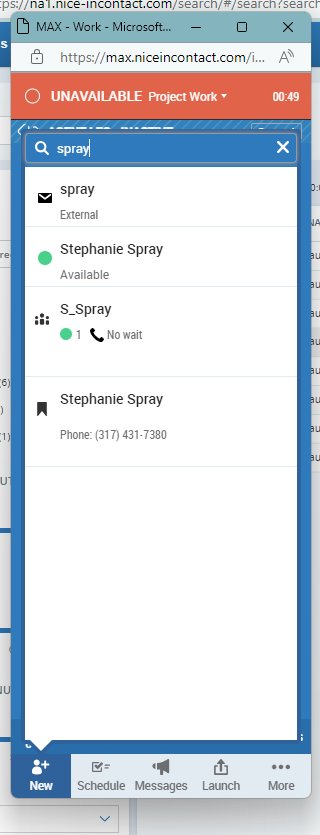 ps://na1.nice-incontact.com/search/#/search?search
MAX - Work - Microsoft...
https://max.niceincontact.com/i...
UNAVAILABLE Project Work 00:49
spray
spray
External
Stephanie Spray
Available
S_Spray
1 No wait
Stephanie Spray
Phone: (317) 431-7380
New
Schedule
Messages
Launch
More